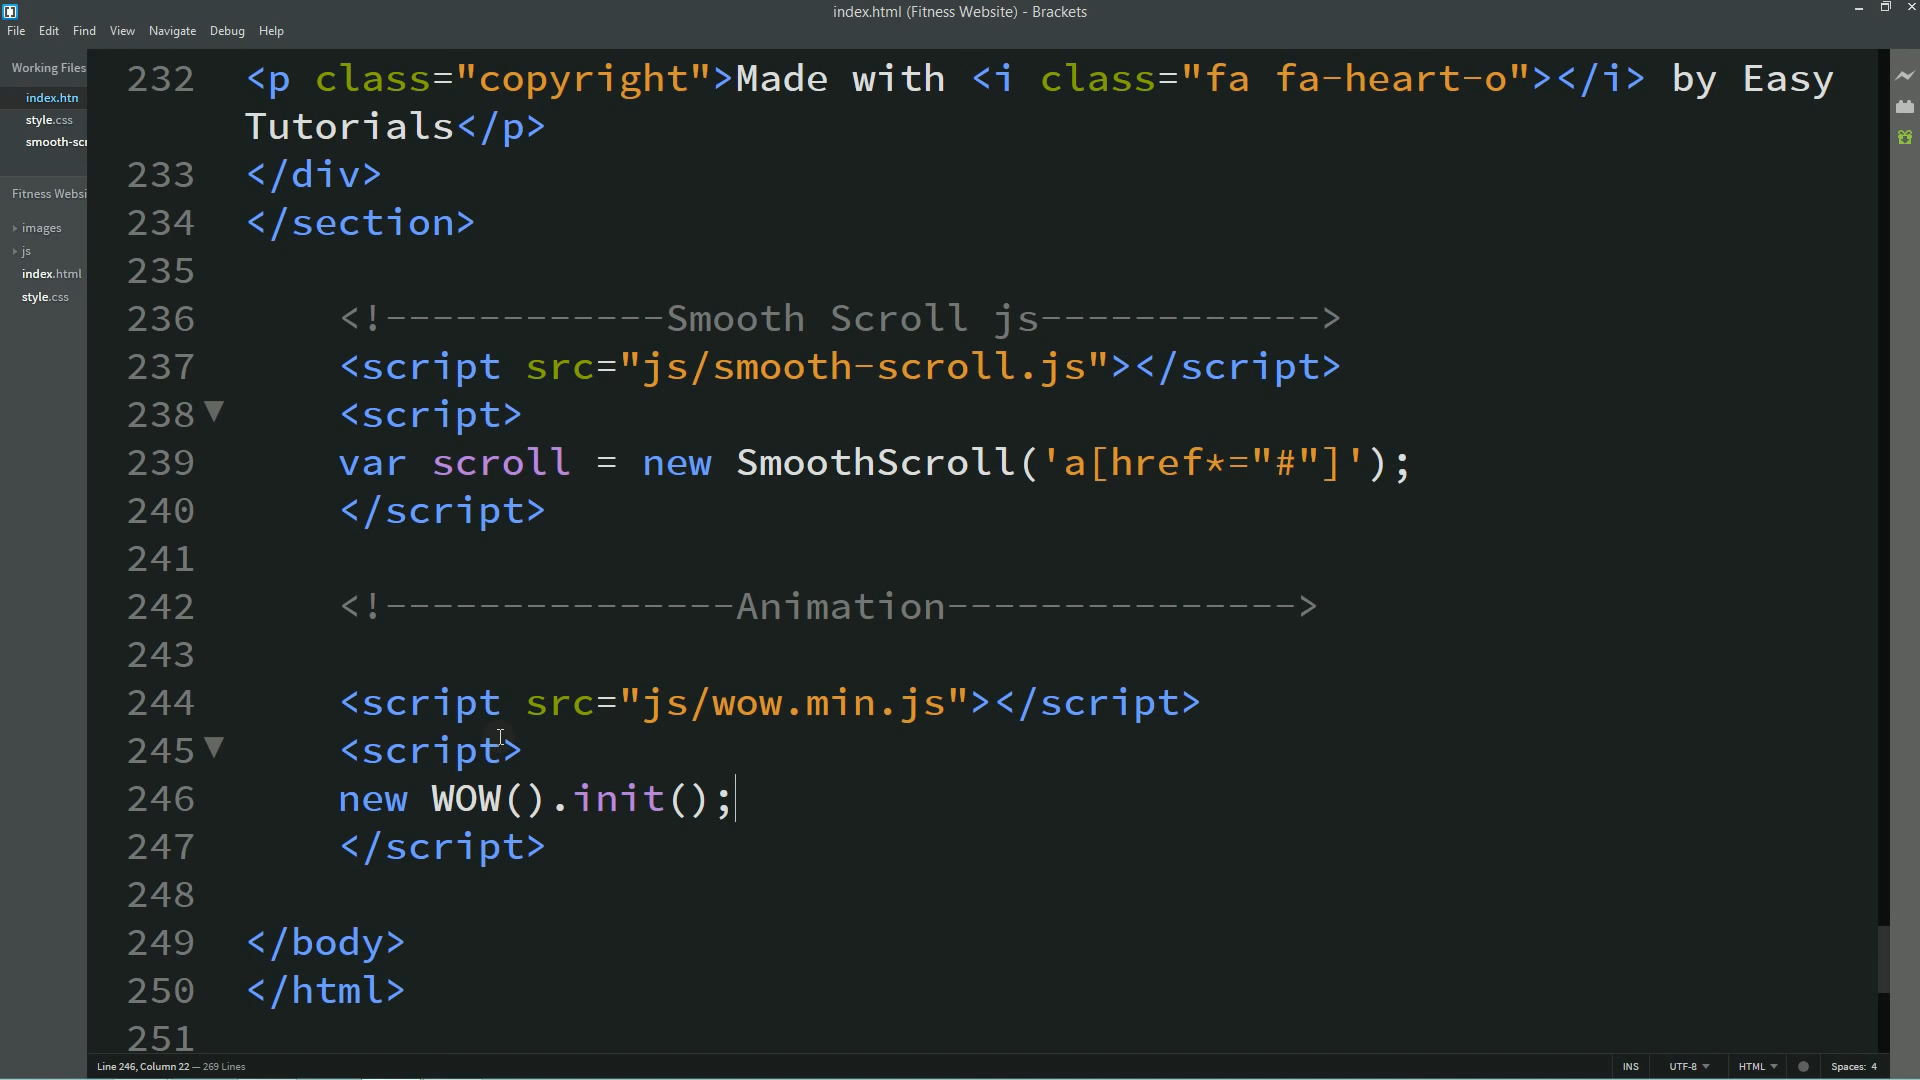 index.html (Fitness Website) - Brackets
File Edit Find View Navigate Debug Help
Working Files
index.htn
style.css
smooth-scr
Fitness Websi
images
js
index.html
style.css
232 <p class="copyright">Made with <i class="fa fa-heart-o"></i> by Easy
Tutorials</p>
233 </div>
234 </section>
235
236 <!------------Smooth Scroll js------------>
237 <script src="js/smooth-scroll.js"></script>
238 <script>
239 var scroll = new SmoothScroll('a[href*="#"]');
240 </script>
241
242 <!---------------Animation--------------->
243
244 <script src="js/wow.min.js"></script>
245 <script>
246 new WOW().init();
247 </script>
248
249 </body>
250 </html>
251
Line 246, Column 22 — 269 Lines
INS UTF-8 HTML Spaces: 4